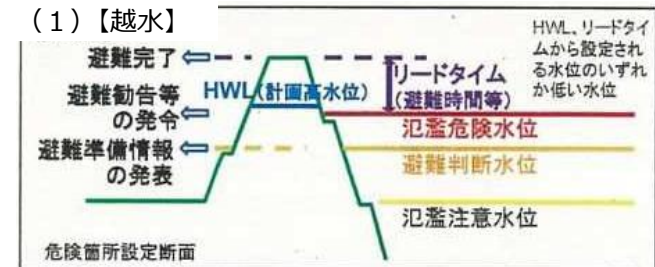 （１）【越水】
HWL、リードタイ
ムから設定され
る水位のいずれ
か低い水位
避難完了
リードタイム
(避難時間等)
HWL(計画高水位)
避難勧告等
の発令
氾濫危険水位
避難準備情報
の発表
避難判断水位
氾濫注意水位
危険箇所設定断面